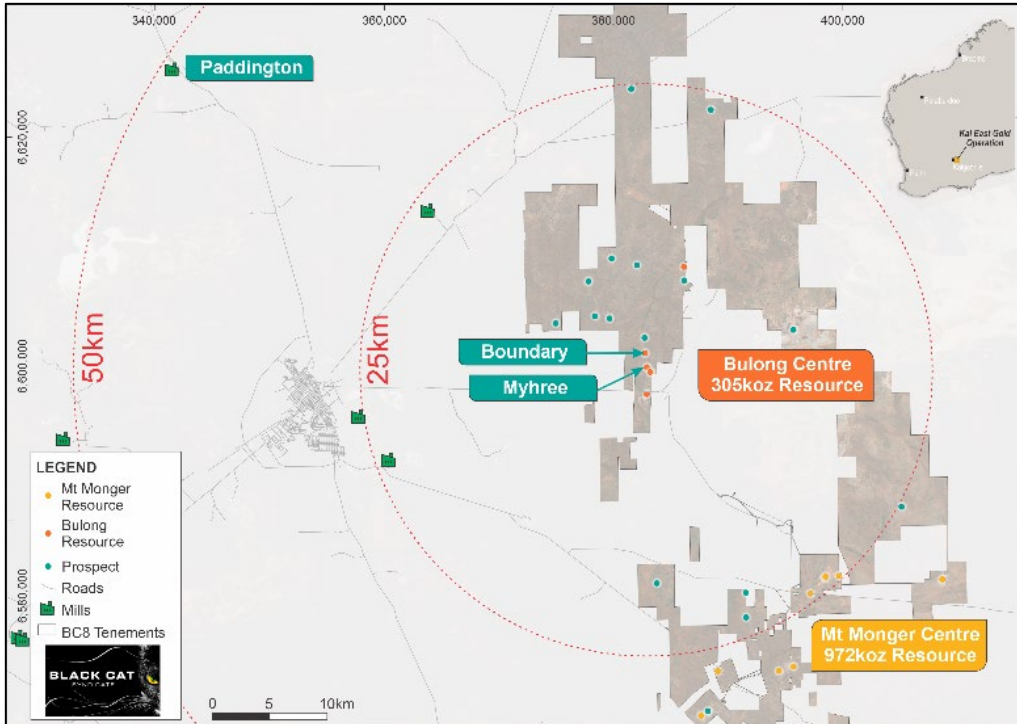 340,000
360,000
380,000
400,000
6,620,000
6,600,000
6,580,000
Paddington
Kal East Gold
Operation
50km
25km
Boundary
Myhree
Bulong Centre
305koz Resource
Mt Monger Centre
972koz Resource
LEGEND
Mt Monger
Resource
Bulong
Resource
Prospect
Roads
Mills
BC8 Tenements
BLACK CAT
SYNDICATE
0 5 10km